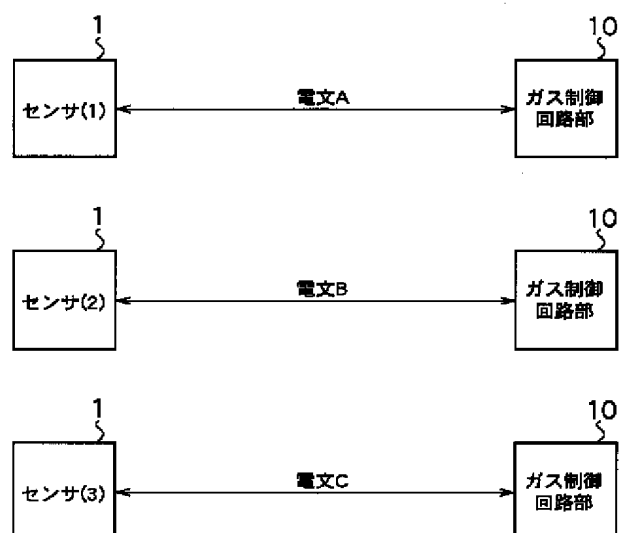 1
10
センサ(1)
電文A
ガス制御
回路部
1
10
センサ(2)
電文B
ガス制御
回路部
1
10
センサ(3)
電文C
ガス制御
回路部